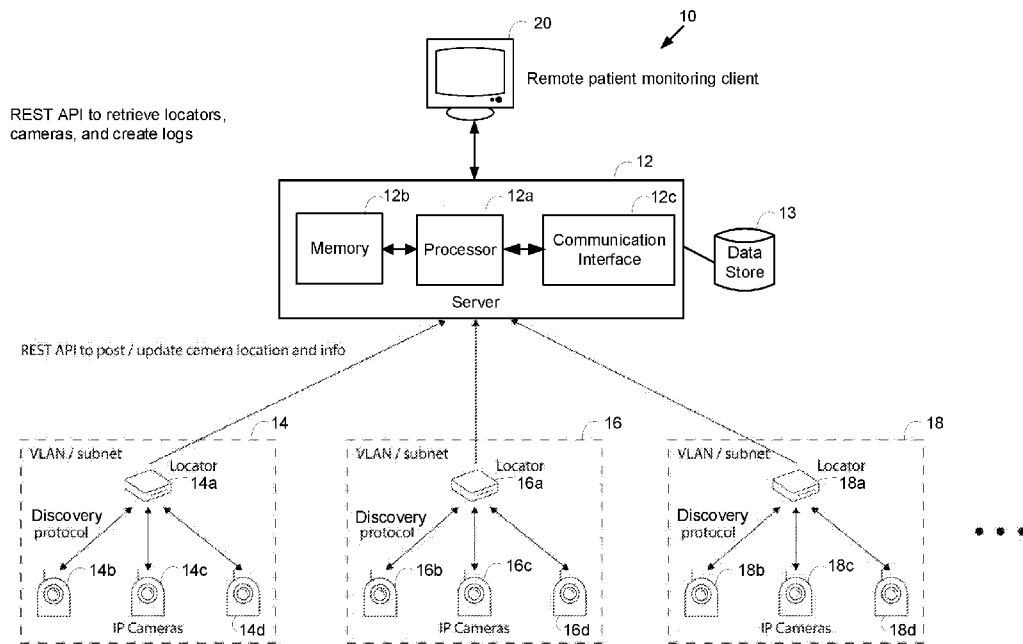 20
10
Remote patient monitoring client
REST API to retrieve locators,
cameras, and create logs
12
12b
12a
12c
13
Memory
Processor
Communication
Interface
Data
Store
Server
REST API to post / update camera location and info
14
VLAN / subnet
Locator
14a
Discovery
protocol
14b
14c
IP Cameras
14d
16
VLAN / subnet
Locator
16a
Discovery
protocol
16b
16c
IP Cameras
16d
18
VLAN / subnet
Locator
18a
Discovery
protocol
18b
18c
IP Cameras
18d